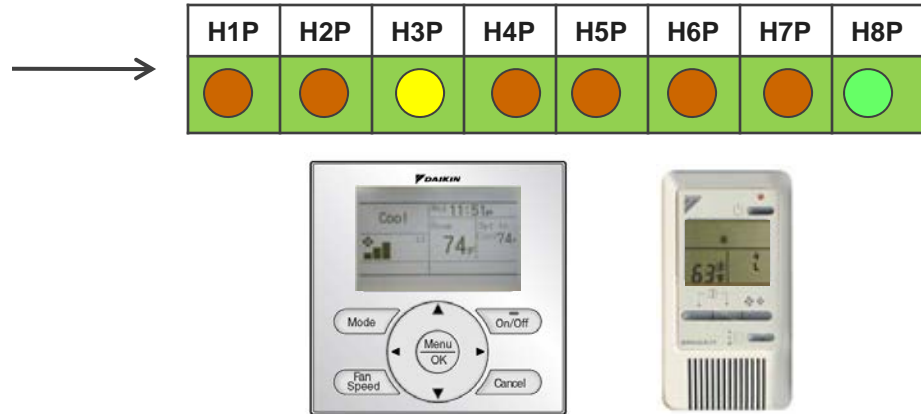 H1P H2P H3P H4P H5P H6P H7P H8P
DAIKIN
Cool
11:51
74
74
Mode
On/Off
Menu
OK
Fan
Speed
Cancel
63